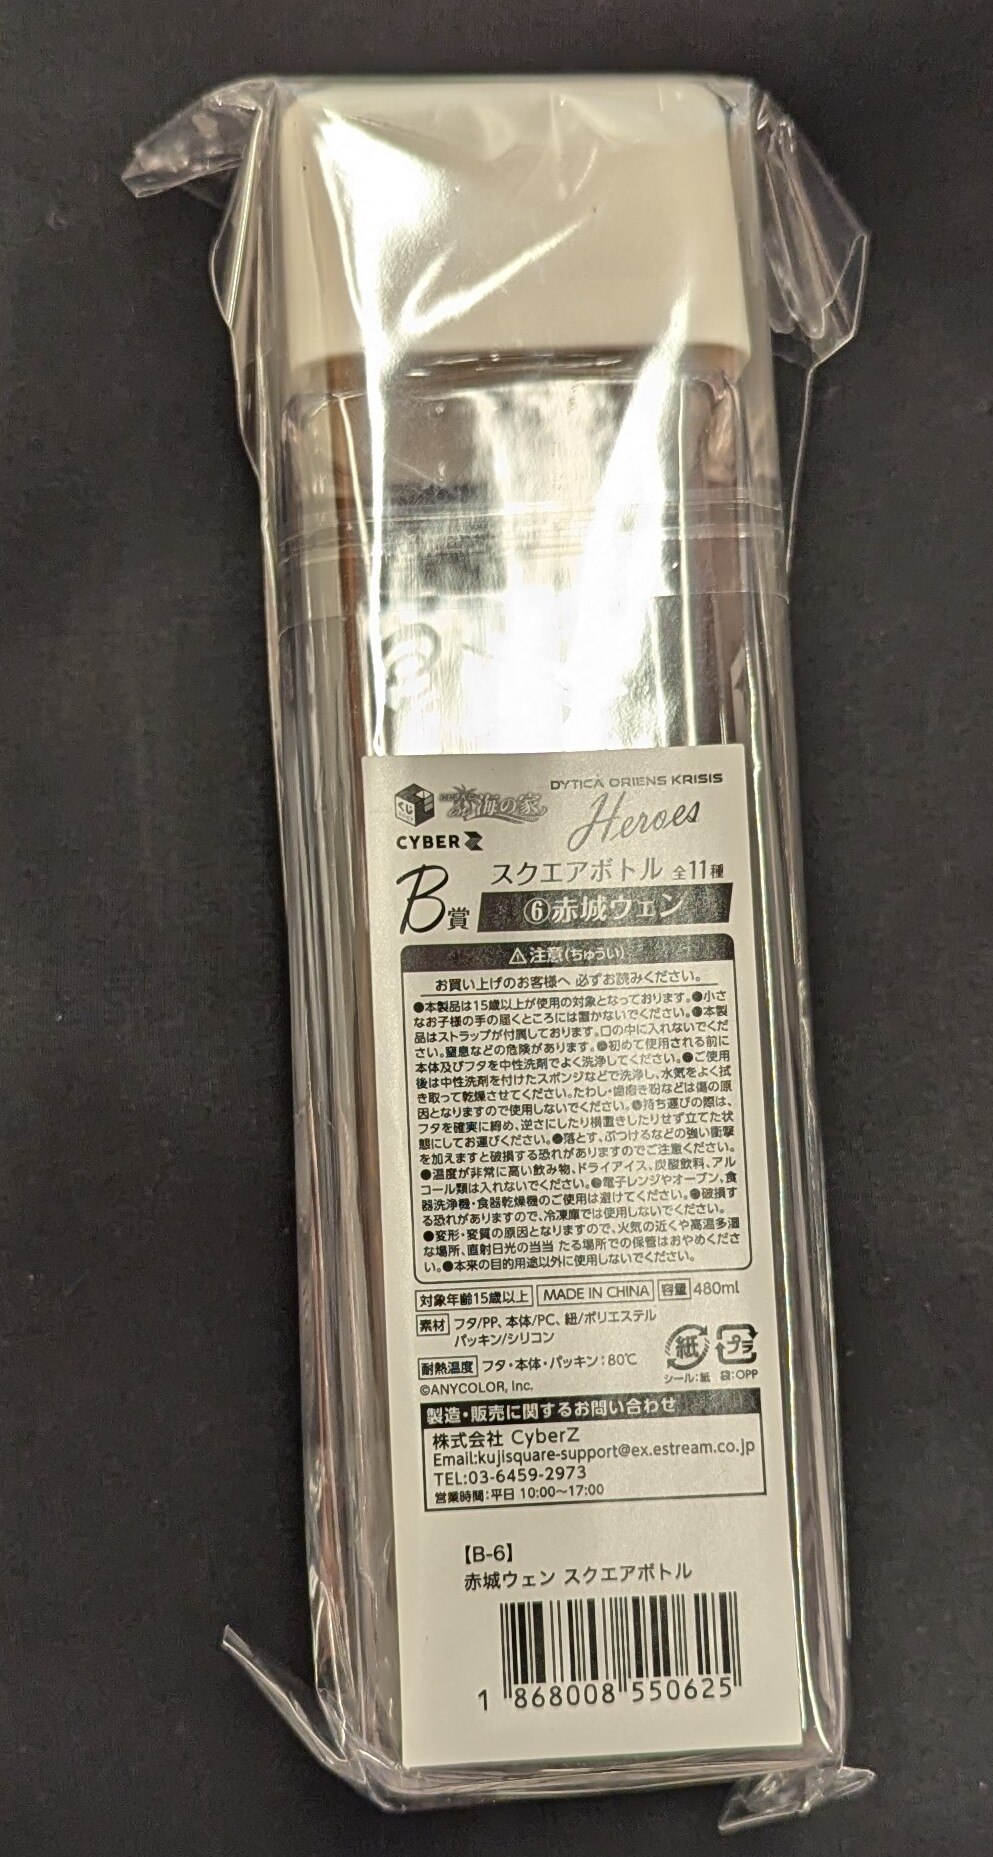 くじ
海の家
CYBER Z
DYTICA ORIENS KRISIS
Heroes
B賞
スクエアボトル 全11種
⑥赤城ウェン
⚠注意(ちゅうい)
お買い上げのお客様へ 必ずお読みください。
●本製品は15歳以上が使用の対象となっております。●小さ
なお子様の手の届くところには置かないでください。●本製
品はストラップが付属しております。口の中に入れないでくだ
さい。窒息などの危険があります。●初めて使用される前に
本体及びフタを中性洗剤でよく洗浄してください。●ご使用
後は中性洗剤を付けたスポンジなどで洗浄し、水気をよく拭
き取って乾燥させてください。たわし・歯磨き粉などは傷の原
因となりますので使用しないでください。●持ち運びの際は、
フタを確実に締め、逆さにしたり横置きしたりせず立てた状
態にしてお運びください。●落とす、ぶつけるなどの強い衝撃
を加えますと破損する恐れがありますのでご注意ください。
●温度が非常に高い飲み物、ドライアイス、炭酸飲料、アル
コール類は入れないでください。●電子レンジやオーブン、食
器洗浄機・食器乾燥機のご使用は避けてください。●破損す
る恐れがありますので、冷凍庫では使用しないでください。
●変形・変質の原因となりますので、火気の近くや高温多湿
な場所、直射日光の当当 たる場所での保管はおやめくださ
い。●本来の目的用途以外に使用しないでください。
対象年齢15歳以上 MADE IN CHINA 容量 480ml
素材 フタ/PP、本体/PC、紐/ポリエステル
パッキン/シリコン
耐熱温度 フタ・本体・パッキン:80℃
紙 プラ
シール:紙 袋:OPP
©ANYCOLOR, Inc.
製造・販売に関するお問い合わせ
株式会社 CyberZ
Email:kujisquare-support@ex.estream.co.jp
TEL:03-6459-2973
営業時間:平日 10:00～17:00
【B-6】
赤城ウェン スクエアボトル
1 868008 550625